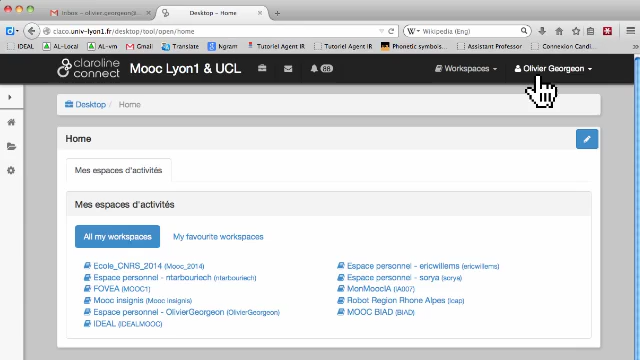 Inbox - olivier.georgeon@...
Desktop - Home
claco.univ-lyon1.fr/desktop/tool/open/home
Wikipedia (Eng)
IDEAL AL-Local AL-vm Gmail Translate Ngram Tutoriel Agent IR Tutoriel Agent IR Phonetic symbols... Assistant Professor Connexion Candi...
claroline connect
Mooc Lyon1 & UCL
Workspaces
Olivier Georgeon
Desktop / Home
Home
Mes espaces d'activités
Mes espaces d'activités
All my workspaces
My favourite workspaces
Ecole_CNRS_2014 (Mooc_2014)
Espace personnel - ntarbouriech (ntarbouriech)
FOVEA (MOOC1)
Mooc insignis (Mooc Insignis)
Espace personnel - OlivierGeorgeon (OlivierGeorgeon)
IDEAL (IDEALMOOC)
Espace personnel - ericwillems (ericwillems)
Espace personnel - sorya (sorya)
MonMoocIA (IA007)
Robot Region Rhone Alpes (Icap)
MOOC BIAD (BIAD)